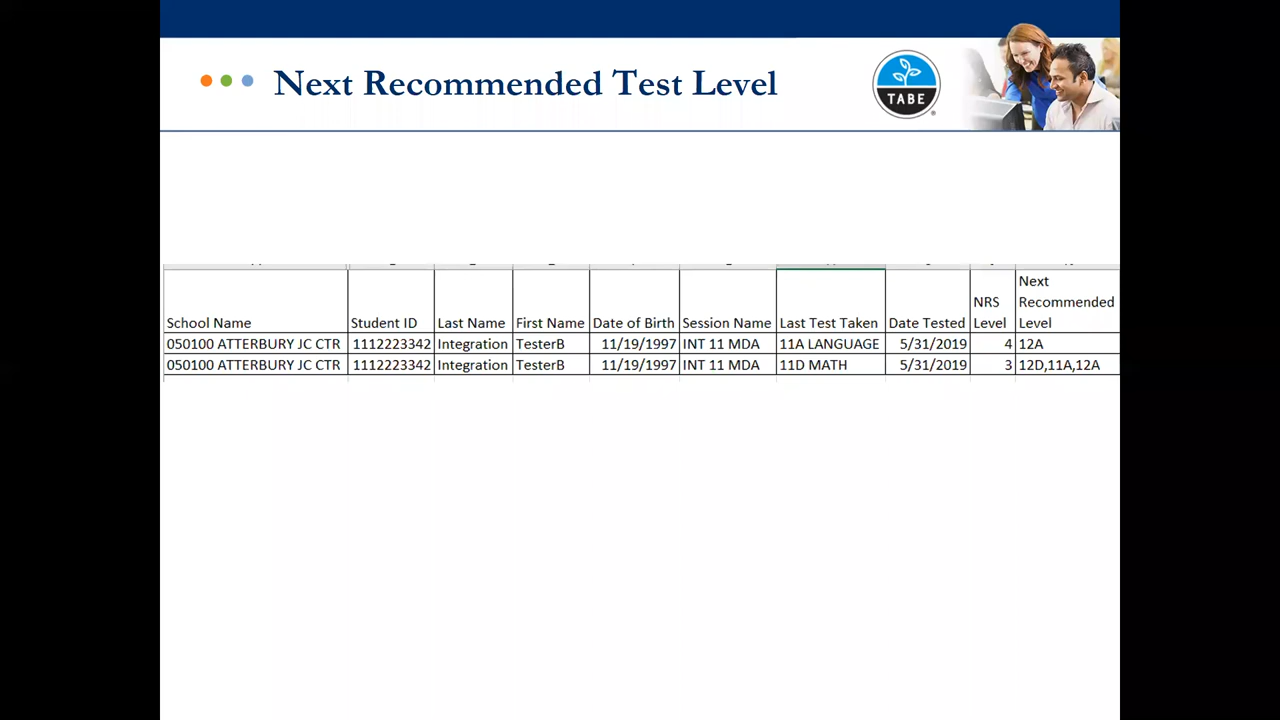 Next Recommended Test Level
TABE
Next
NRS Recommended
School Name Student ID Last Name First Name Date of Birth Session Name Last Test Taken Date Tested Level Level
050100 ATTERBURY JC CTR 1112223342 Integration TesterB 11/19/1997 INT 11 MDA 11A LANGUAGE 5/31/2019 4 12A
050100 ATTERBURY JC CTR 1112223342 Integration TesterB 11/19/1997 INT 11 MDA 11D MATH 5/31/2019 3 12D,11A,12A